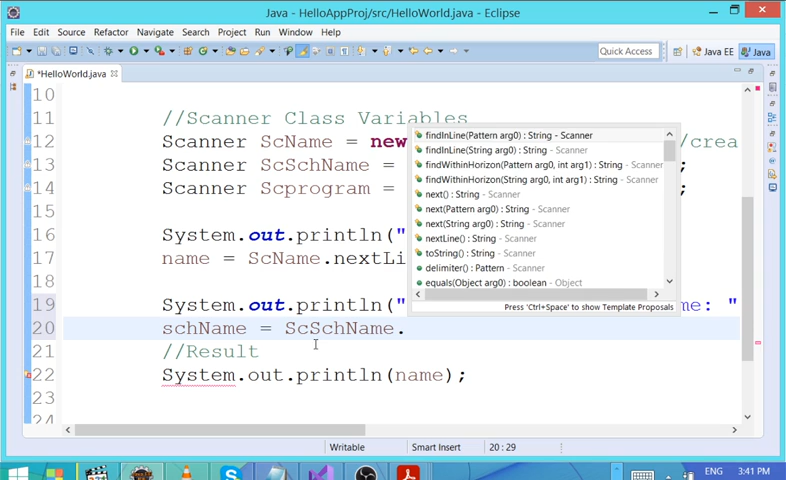 Java - HelloAppProj/src/HelloWorld.java - Eclipse
File Edit Source Refactor Navigate Search Project Run Window Help
Quick Access Java EE Java
*HelloWorld.java
10
11 //Scanner Class Variables
12 Scanner ScName = new //crea
13 Scanner ScSchName = ;
14 Scanner Scprogram = ;
15
16 System.out.println("
17 name = ScName.nextLi
18
19 System.out.println(" me: "
20 schName = ScSchName.
21 //Result
22 System.out.println(name);
23
24
findInLine(Pattern arg0) : String - Scanner
findInLine(String arg0) : String - Scanner
findWithinHorizon(Pattern arg0, int arg1) : String - Scanner
findWithinHorizon(String arg0, int arg1) : String - Scanner
next() : String - Scanner
next(Pattern arg0) : String - Scanner
next(String arg0) : String - Scanner
nextLine() : String - Scanner
toString() : String - Scanner
delimiter() : Pattern - Scanner
equals(Object arg0) : boolean - Object
Press 'Ctrl+Space' to show Template Proposals
Writable Smart Insert 20 : 29
ENG 3:41 PM